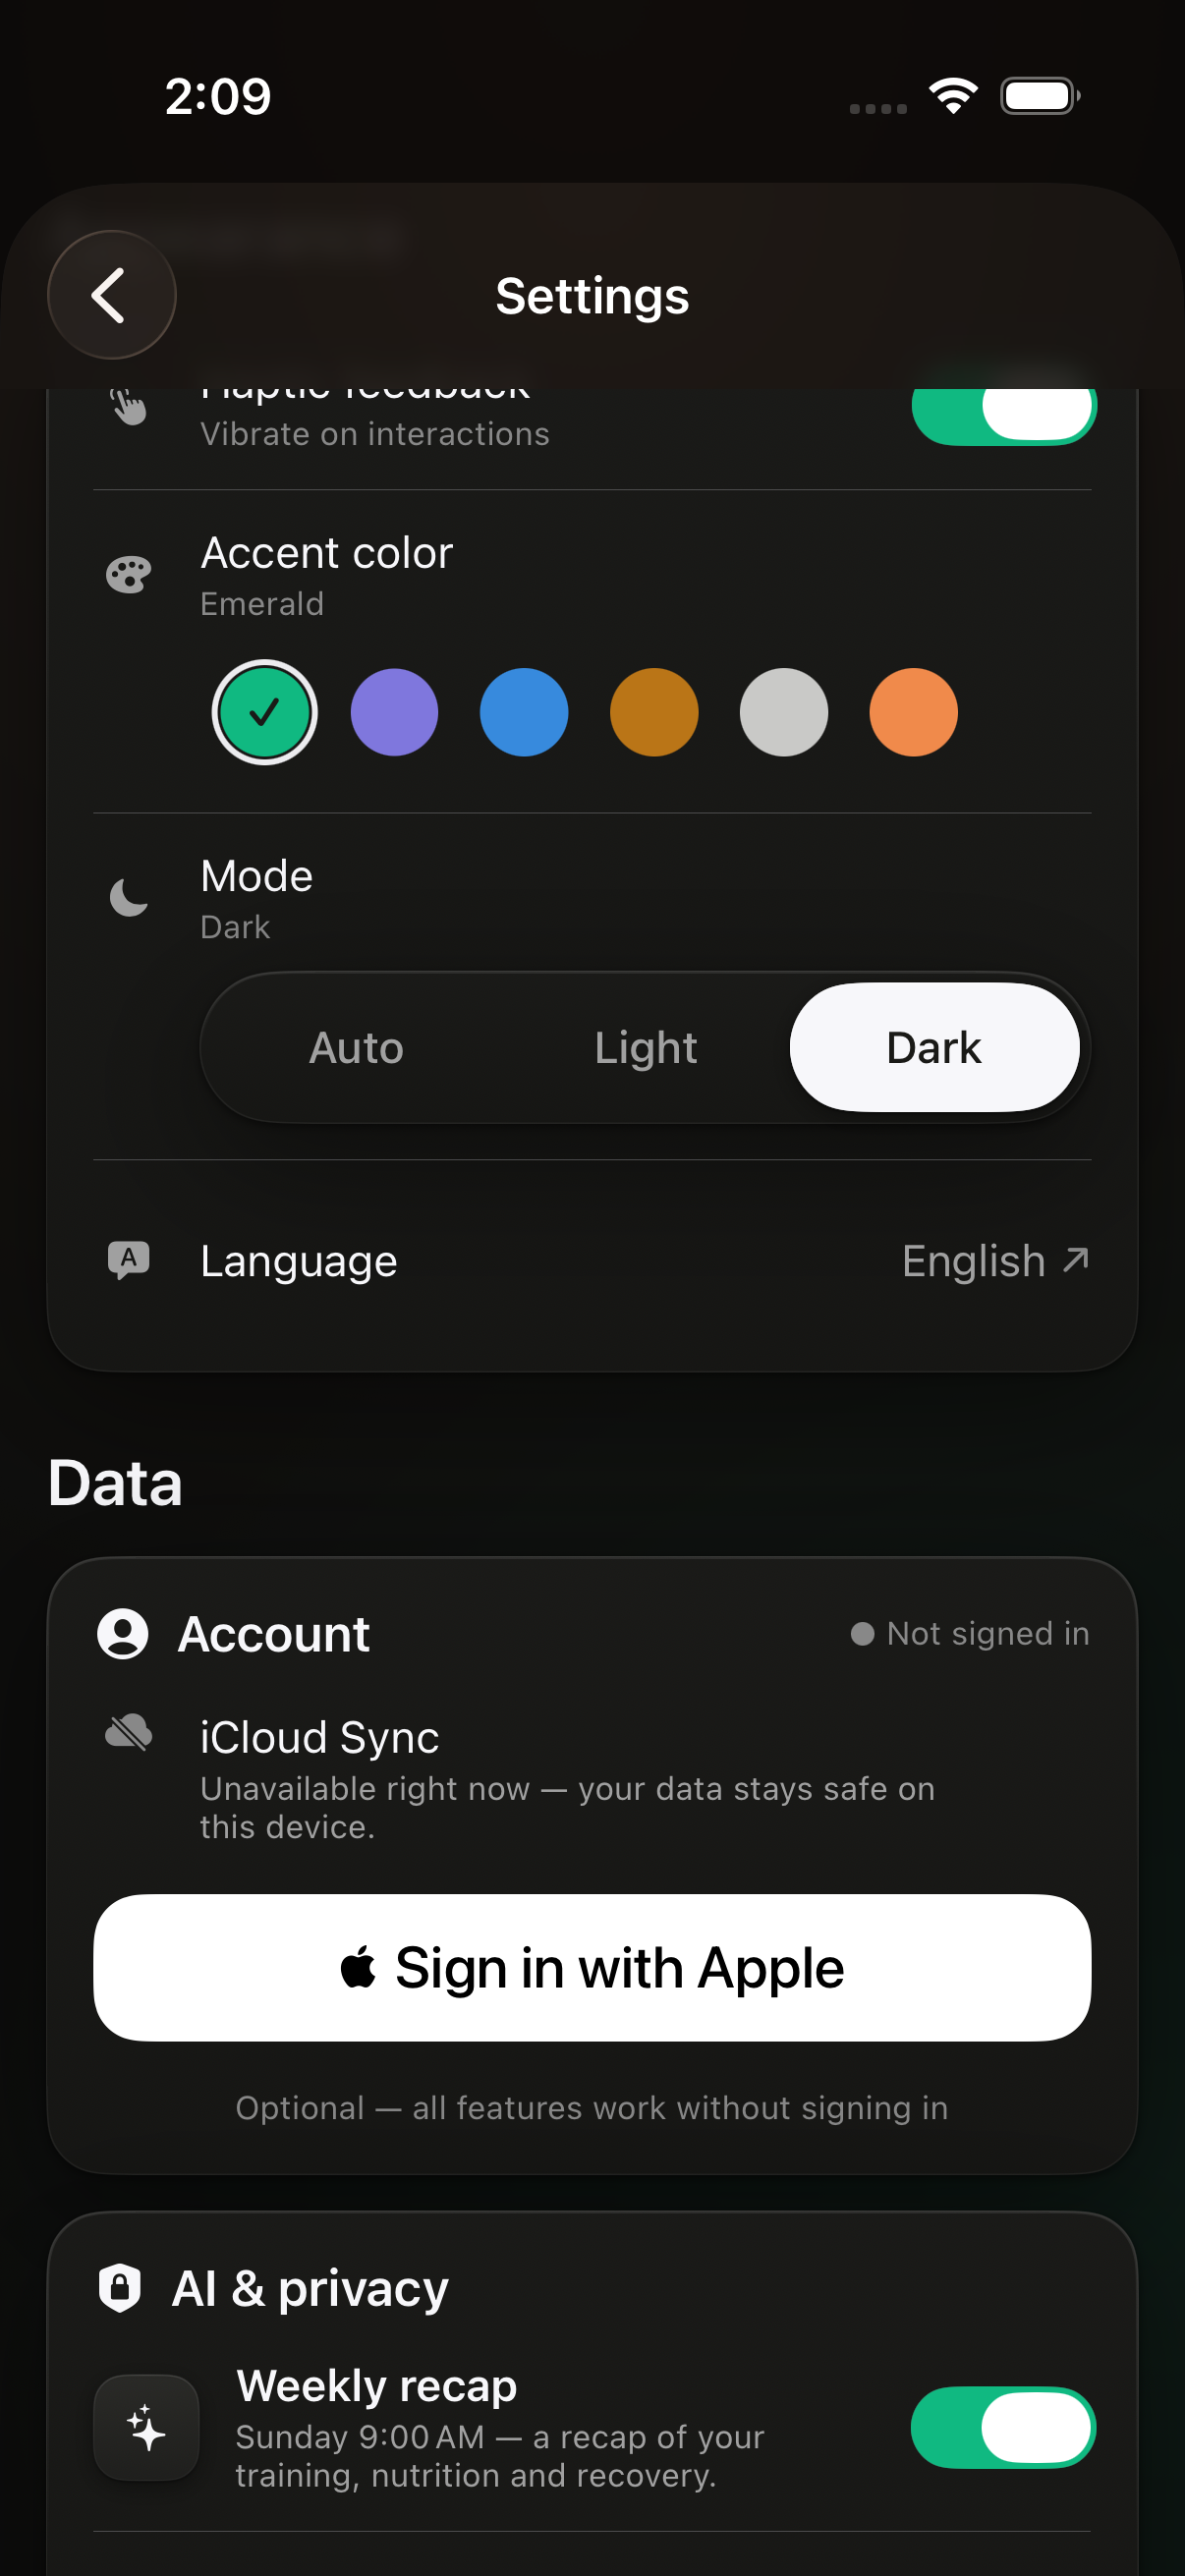 2:09
Settings
Haptic feedback
Vibrate on interactions
Accent color
Emerald
Mode
Dark
Auto Light Dark
Language English
Data
Account Not signed in
iCloud Sync
Unavailable right now — your data stays safe on
this device.
Sign in with Apple
Optional — all features work without signing in
AI & privacy
Weekly recap
Sunday 9:00 AM — a recap of your
training, nutrition and recovery.